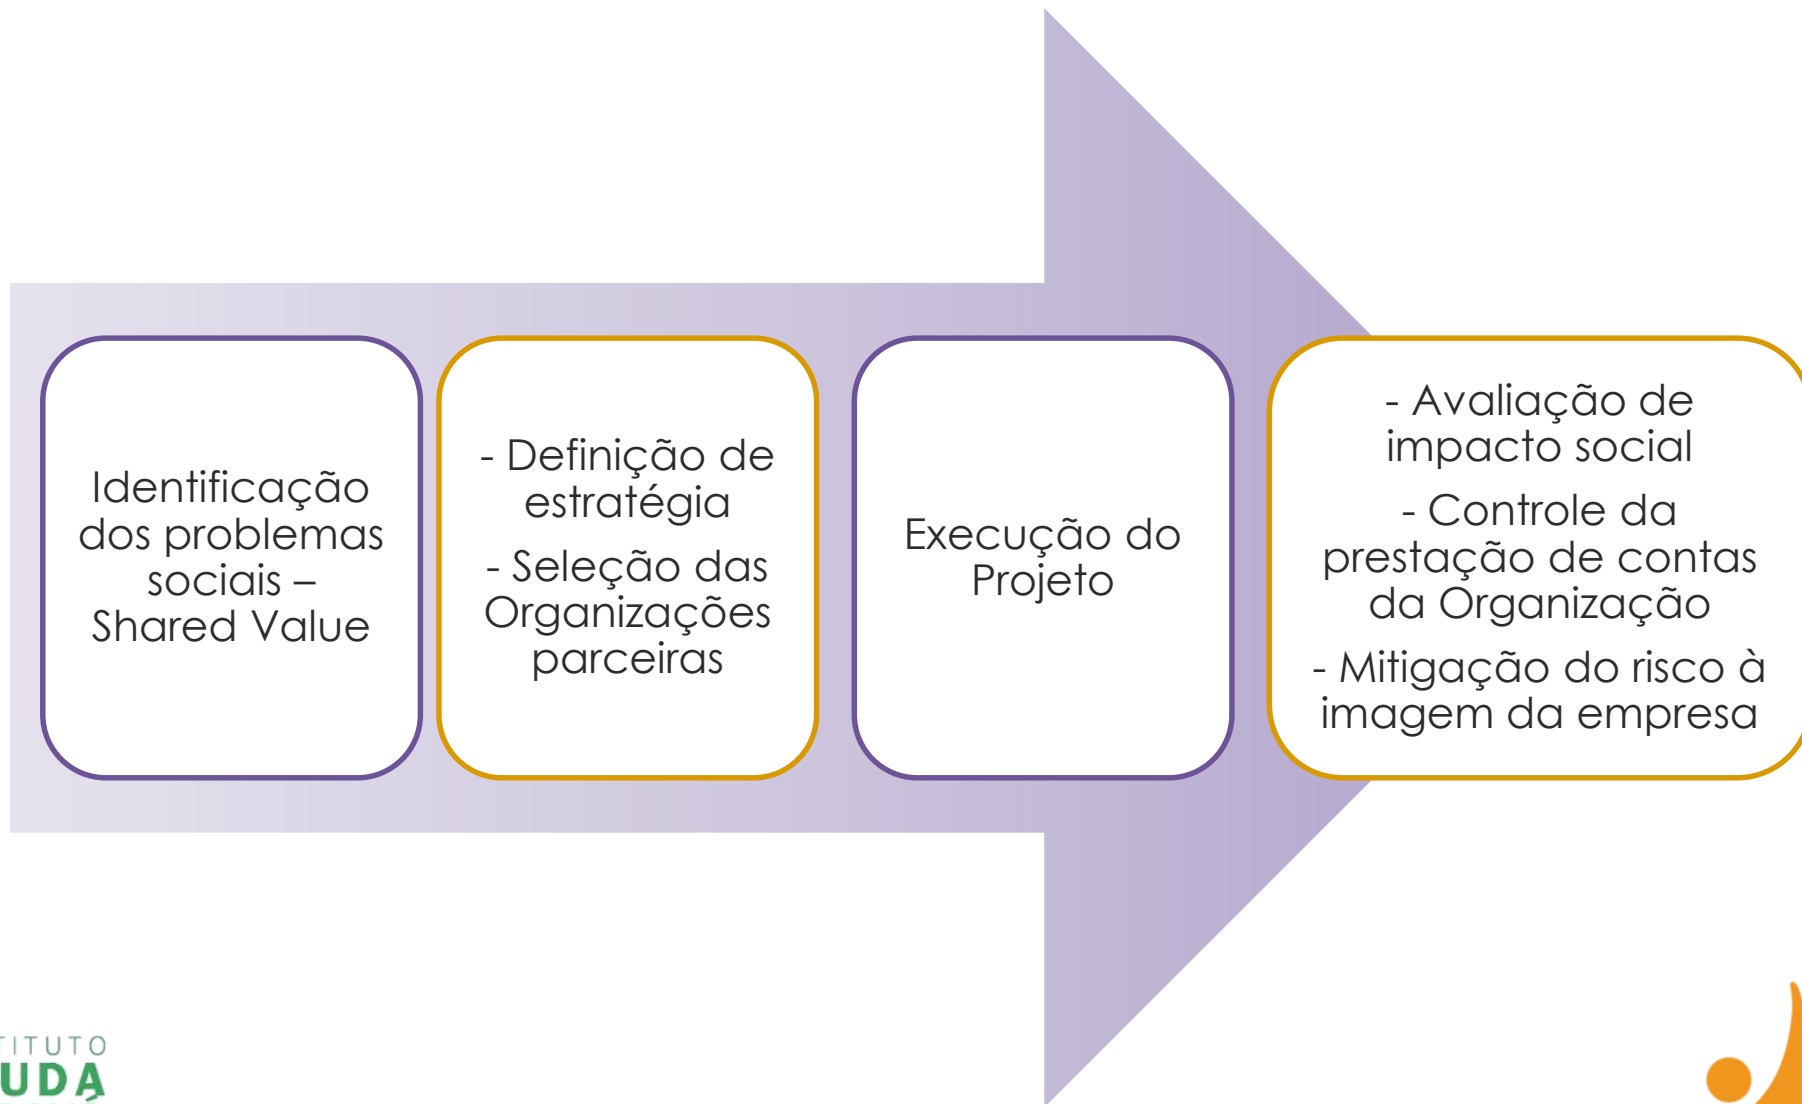 Identificação
dos problemas
sociais –
Shared Value
- Definição de
estratégia
- Seleção das
Organizações
parceiras
Execução do
Projeto
- Avaliação de
impacto social
- Controle da
prestação de contas
da Organização
- Mitigação do risco à
imagem da empresa
TITUTO
UDA